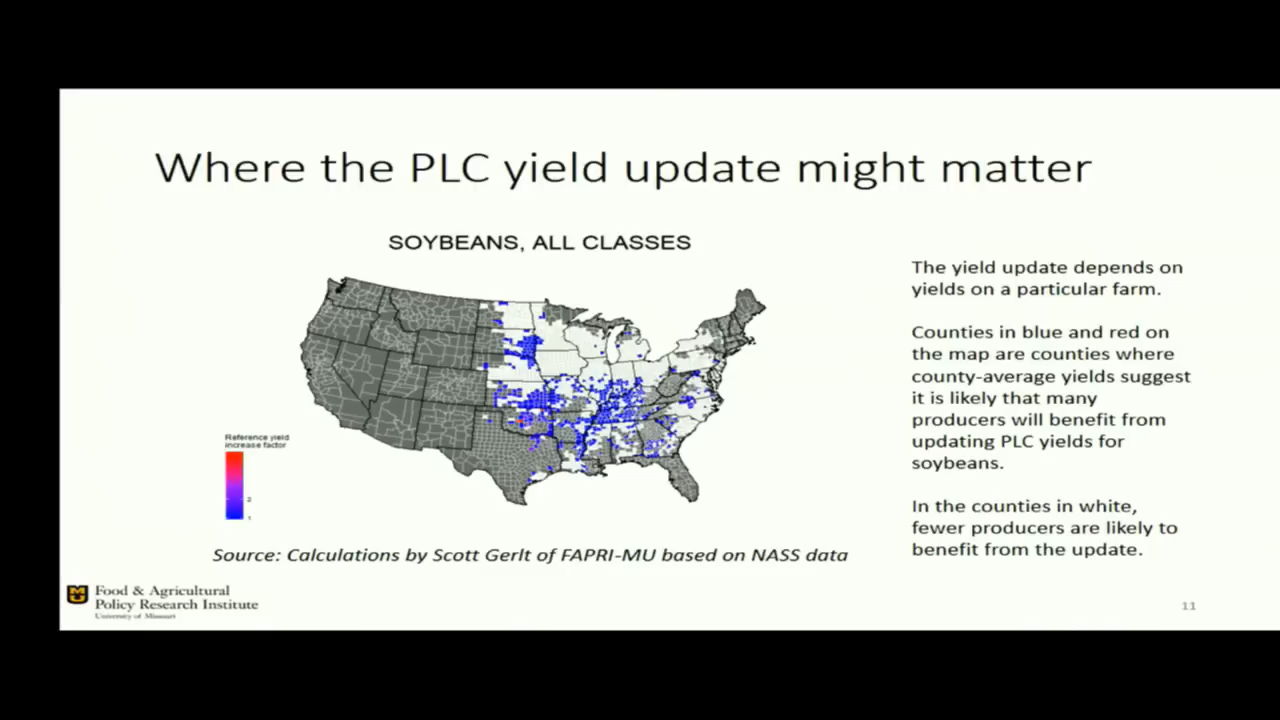 Where the PLC yield update might matter
SOYBEANS, ALL CLASSES
The yield update depends on
yields on a particular farm.
Counties in blue and red on
the map are counties where
county-average yields suggest
it is likely that many
producers will benefit from
updating PLC yields for
soybeans.
In the counties in white,
fewer producers are likely to
benefit from the update.
Reference yield
increase factor
2
1
Source: Calculations by Scott Gerlt of FAPRI-MU based on NASS data
Food & Agricultural
Policy Research Institute
University of Missouri
11